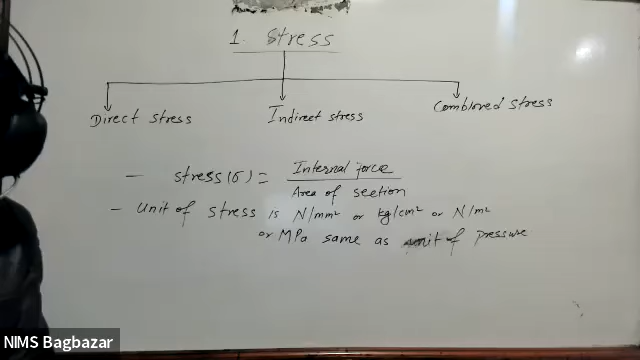 1. Stress
Direct stress
Indirect stress
Combloved stress
— stress(σ) = Internal force
Area of section
— Unit of stress is N/mm² or kg/cm² or N/m²
or MPa same as unit of pressure
NIMS Bagbazar